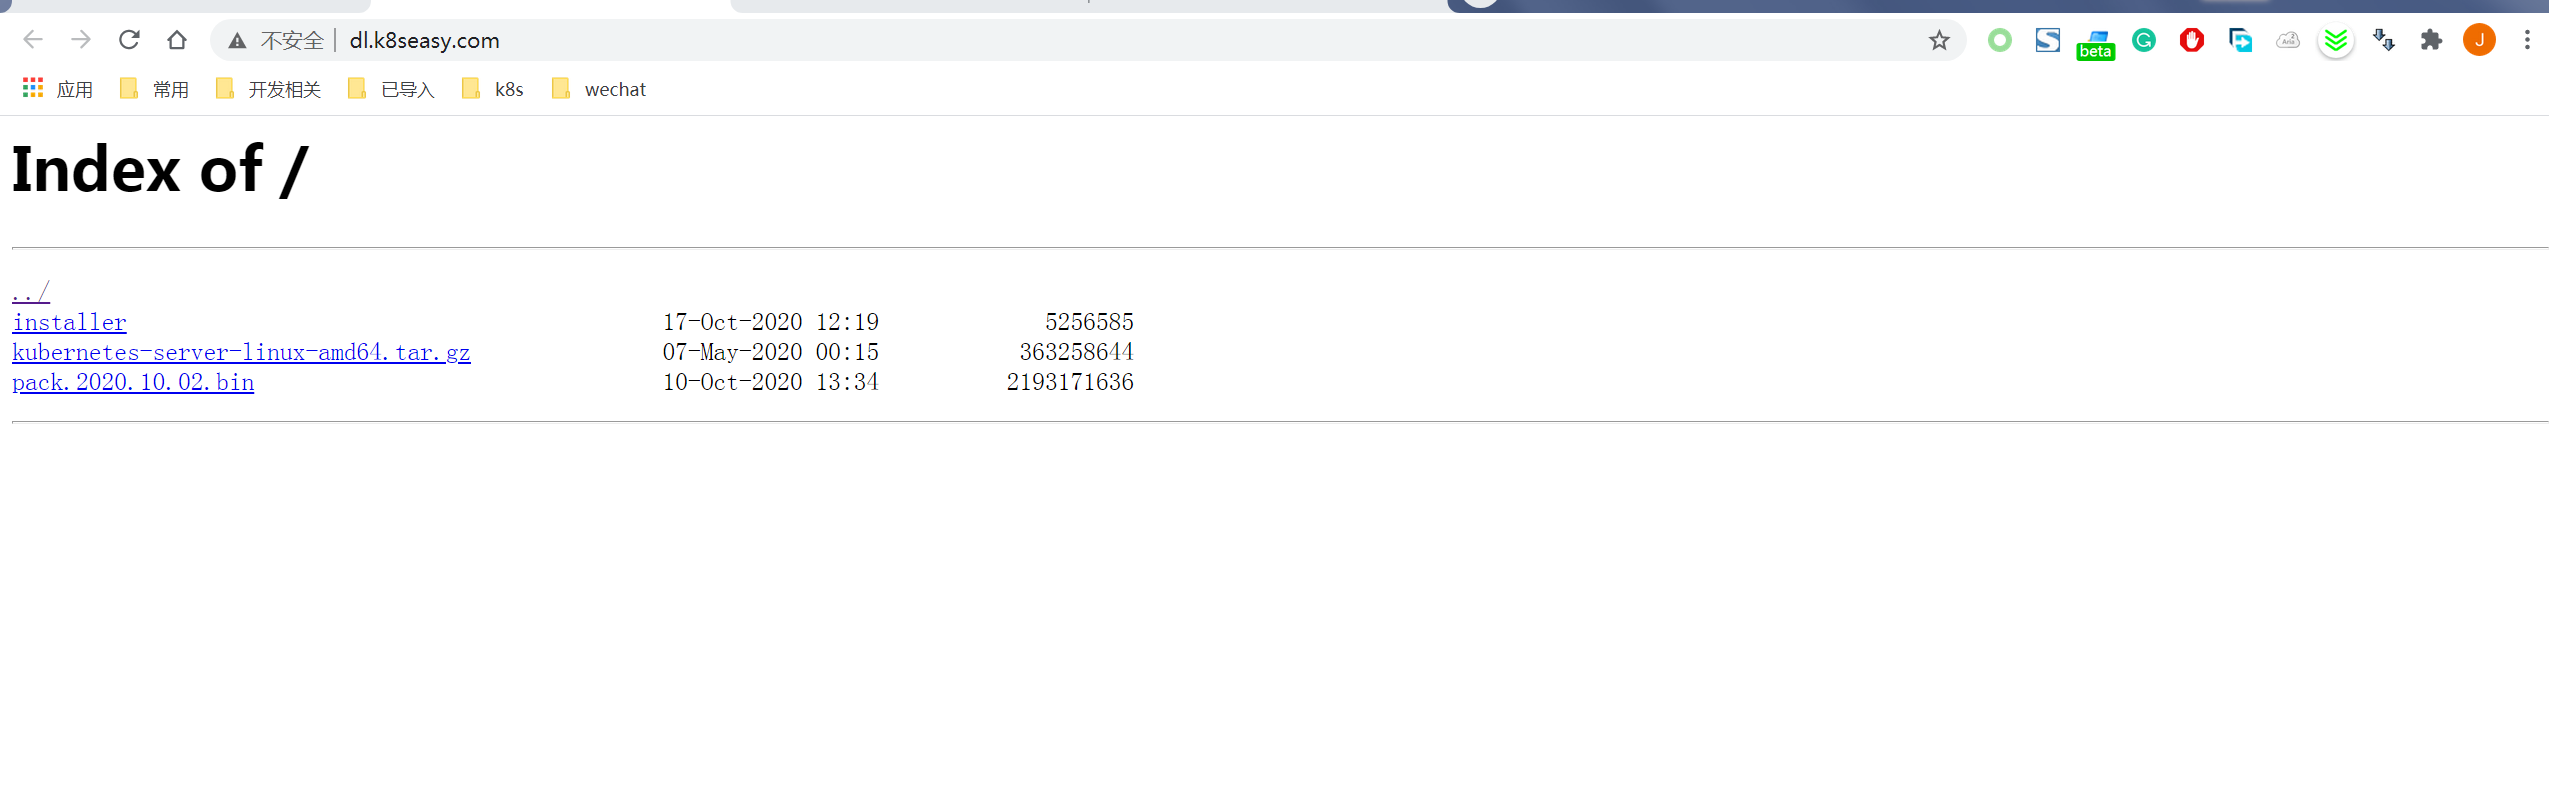 不安全 dl.k8seasy.com
beta
J
应用 常用 开发相关 已导入 k8s wechat
Index of /
../
installer 17-Oct-2020 12:19 5256585
kubernetes-server-linux-amd64.tar.gz 07-May-2020 00:15 363258644
pack.2020.10.02.bin 10-Oct-2020 13:34 2193171636